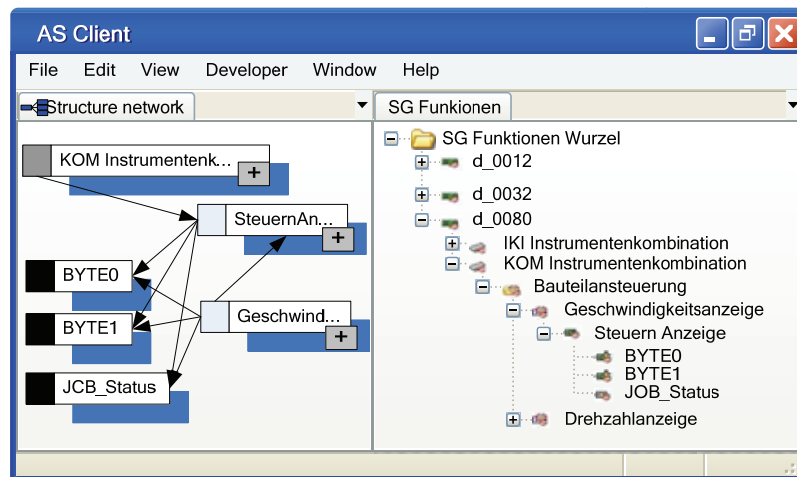 AS Client
File Edit View Developer Window Help
Structure network
SG Funkionen
KOM Instrumentenk...
SteuernAn...
BYTE0
BYTE1
Geschwind...
JCB_Status
SG Funktionen Wurzel
d_0012
d_0032
d_0080
IKI Instrumentenkombination
KOM Instrumentenkombination
Bauteilansteuerung
Geschwindigkeitsanzeige
Steuern Anzeige
BYTE0
BYTE1
JOB_Status
Drehzahlanzeige